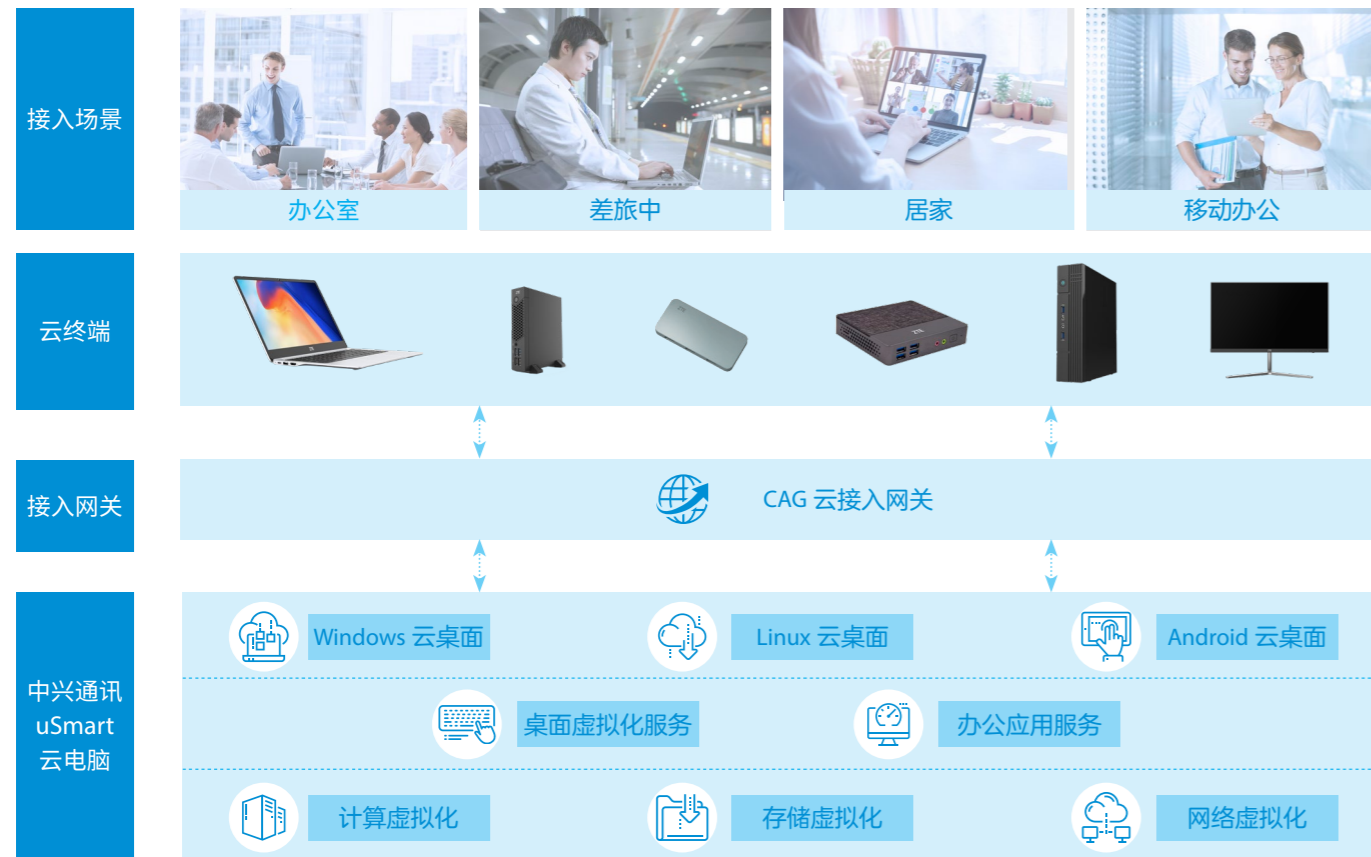 接入场景
办公室
差旅中
居家
移动办公
云终端
ZTE
接入网关
CAG 云接入网关
中兴通讯
uSmart
云电脑
Windows 云桌面
Linux 云桌面
Android 云桌面
桌面虚拟化服务
办公应用服务
计算虚拟化
存储虚拟化
网络虚拟化